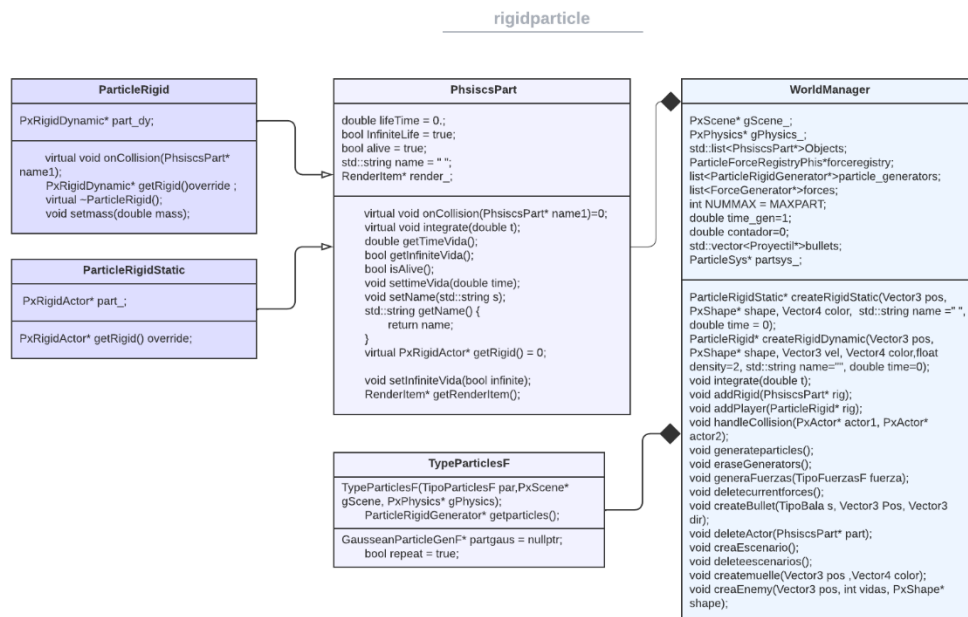 rigidparticle
ParticleRigid
PxRigidDynamic* part_dy;
virtual void onCollision(PhsiscsPart*
name1);
PxRigidDynamic* getRigid()override ;
virtual ~ParticleRigid();
void setmass(double mass);
ParticleRigidStatic
PxRigidActor* part_;
PxRigidActor* getRigid() override;
PhsiscsPart
double lifeTime = 0.;
bool InfiniteLife = true;
bool alive = true;
std::string name = " ";
RenderItem* render_;
virtual void onCollision(PhsiscsPart* name1)=0;
virtual void integrate(double t);
double getTimeVida();
bool getInfiniteVida();
bool isAlive();
void settimeVida(double time);
void setName(std::string s);
std::string getName() {
return name;
}
virtual PxRigidActor* getRigid() = 0;
void setInfiniteVida(bool infinite);
RenderItem* getRenderItem();
TypeParticlesF
TypeParticlesF(TipoParticlesF par,PxScene*
gScene, PxPhysics* gPhysics);
ParticleRigidGenerator* getparticles();
GausseanParticleGenF* partgaus = nullptr;
bool repeat = true;
WorldManager
PxScene* gScene_;
PxPhysics* gPhysics_;
std::list<PhsiscsPart*>Objects;
ParticleForceRegistryPhis*forceregistry;
list<ParticleRigidGenerator*>particle_generators;
list<ForceGenerator*>forces;
int NUMMAX = MAXPART;
double time_gen=1;
double contador=0;
std::vector<Proyectil*>bullets;
ParticleSys* partsys_;
ParticleRigidStatic* createRigidStatic(Vector3 pos,
PxShape* shape, Vector4 color,  std::string name =" ",
double time = 0);
ParticleRigid* createRigidDynamic(Vector3 pos,
PxShape* shape, Vector3 vel, Vector4 color,float
density=2, std::string name="", double time=0);
void integrate(double t);
void addRigid(PhsiscsPart* rig);
void addPlayer(ParticleRigid* rig);
void handleCollision(PxActor* actor1, PxActor*
actor2);
void generateparticles();
void eraseGenerators();
void generaFuerzas(TipoFuerzasF fuerza);
void deletecurrentforces();
void createBullet(TipoBala s, Vector3 Pos, Vector3
dir);
void deleteActor(PhsiscsPart* part);
void creaEscenario();
void deleteescenarios();
void createmuelle(Vector3 pos ,Vector4 color);
void creaEnemy(Vector3 pos, int vidas, PxShape*
shape);